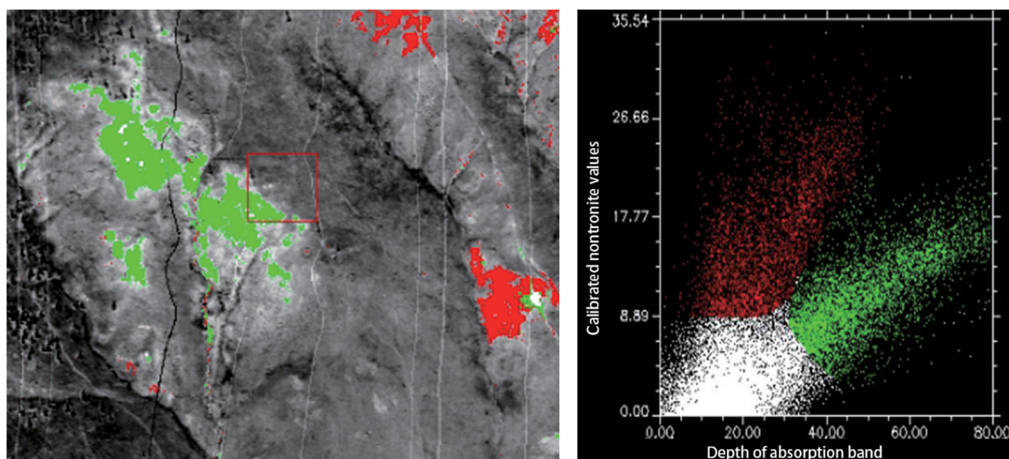 35.54
26.66
17.77
8.89
0.00
Calibrated nontronite values
0.00 20.00 40.00 60.00 80.00
Depth of absorption band